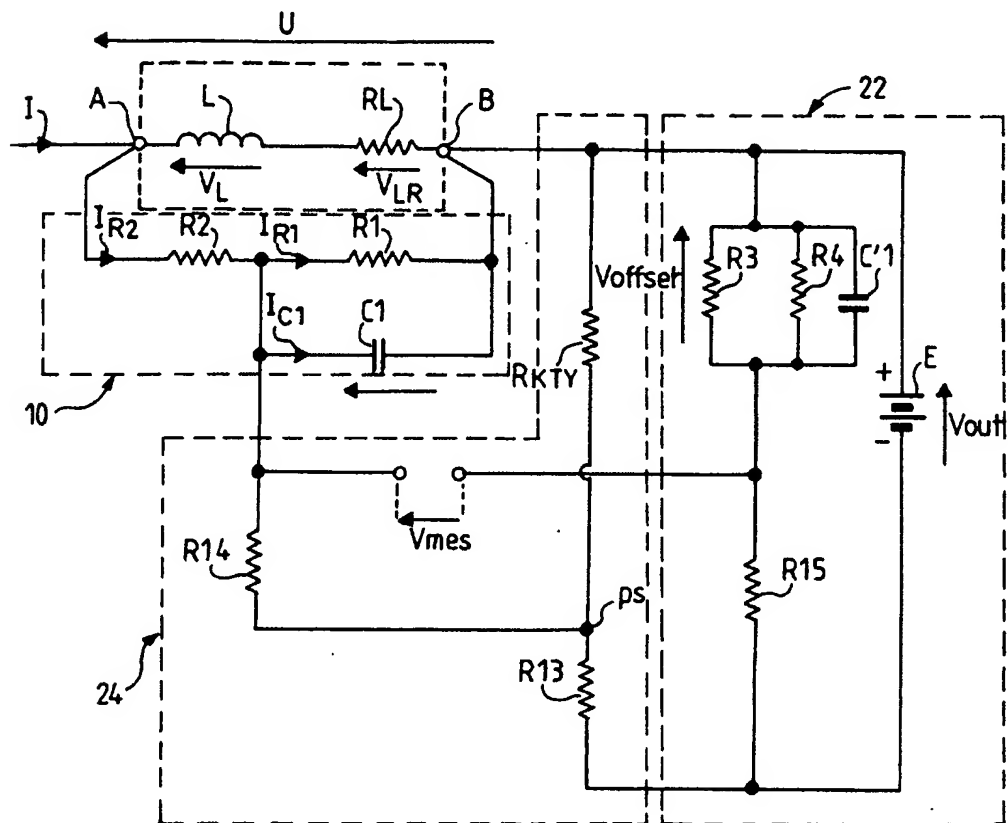 U
22
A
L
RL
B
I
VL
VLR
IR2
R2
IR1
R1
Voffset
R3
R4
C'1
IC1
C1
RKTY
+
E
10
-
Vout
Vmes
R14
R15
ps
R13
24